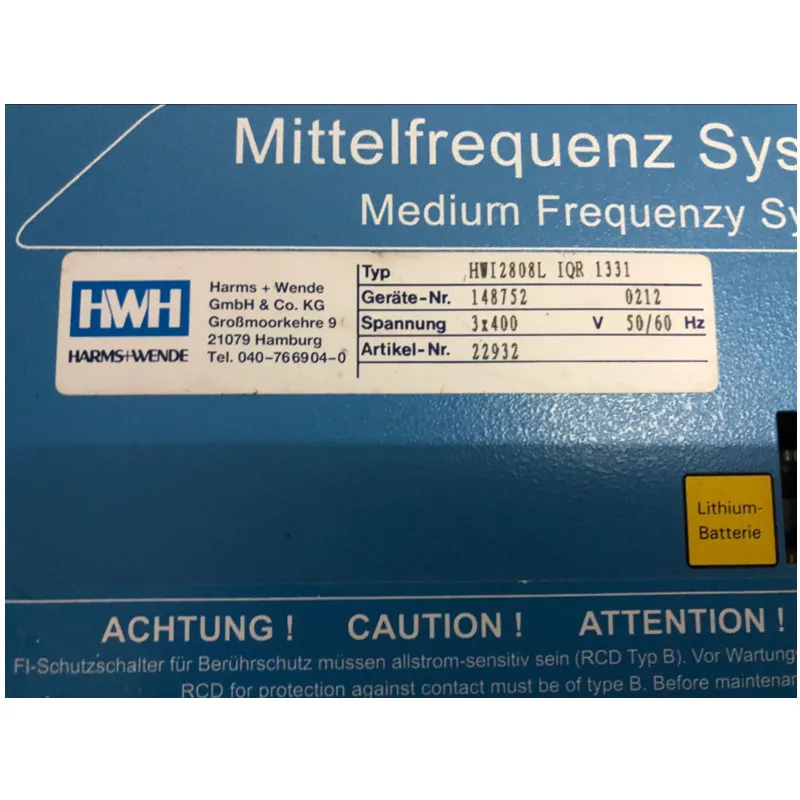 Mittelfrequenz Sys
Medium Frequenzy Sy
HWH
HARMS+WENDE
Harms + Wende
GmbH & Co. KG
Großmoorkehre 9
21079 Hamburg
Tel. 040-766904-0
Typ HWI2808L IQR 1331
Geräte-Nr. 148752 0212
Spannung 3x400 V 50/60 Hz
Artikel-Nr. 22932
Lithium-
Batterie
ACHTUNG ! CAUTION ! ATTENTION !
FI-Schutzschalter für Berührschutz müssen allstrom-sensitiv sein (RCD Typ B). Vor Wartung
RCD for protection against contact must be of type B. Before maintenan